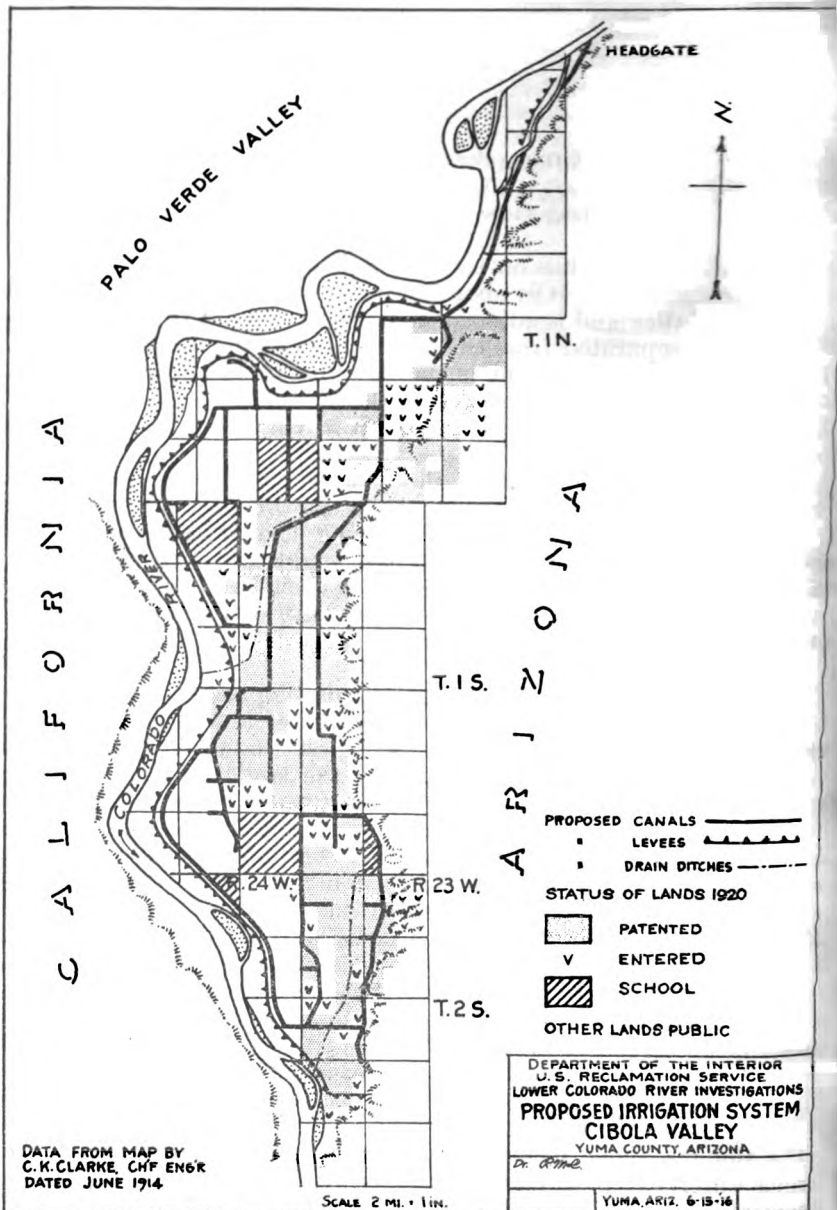 HEADGATE
N.
PALO VERDE VALLEY
T.1N.
CALIFORNIA
ARIZONA
RIVER
COLORADO
T.1S.
R.24W.
R.23W.
T.2S.
PROPOSED CANALS
" LEVEES
" DRAIN DITCHES
STATUS OF LANDS 1920
PATENTED
v ENTERED
SCHOOL
OTHER LANDS PUBLIC
DEPARTMENT OF THE INTERIOR
U.S. RECLAMATION SERVICE
LOWER COLORADO RIVER INVESTIGATIONS
PROPOSED IRRIGATION SYSTEM
CIBOLA VALLEY
YUMA COUNTY, ARIZONA
Dr.
YUMA, ARIZ. 6-15-16
DATA FROM MAP BY
C.K.CLARKE, CH'F ENG'R
DATED JUNE 1914
SCALE 2 MI. = 1 IN.